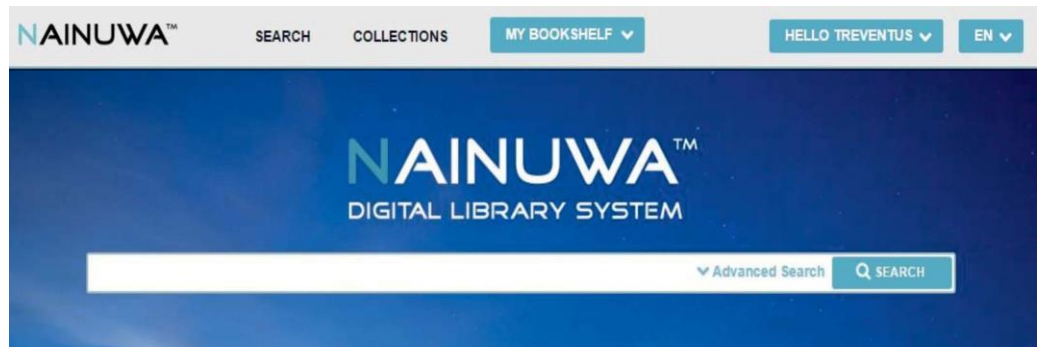 NAINUWA™ SEARCH COLLECTIONS MY BOOKSHELF HELLO TREVENTUS EN
NAINUWA™
DIGITAL LIBRARY SYSTEM
Advanced Search SEARCH